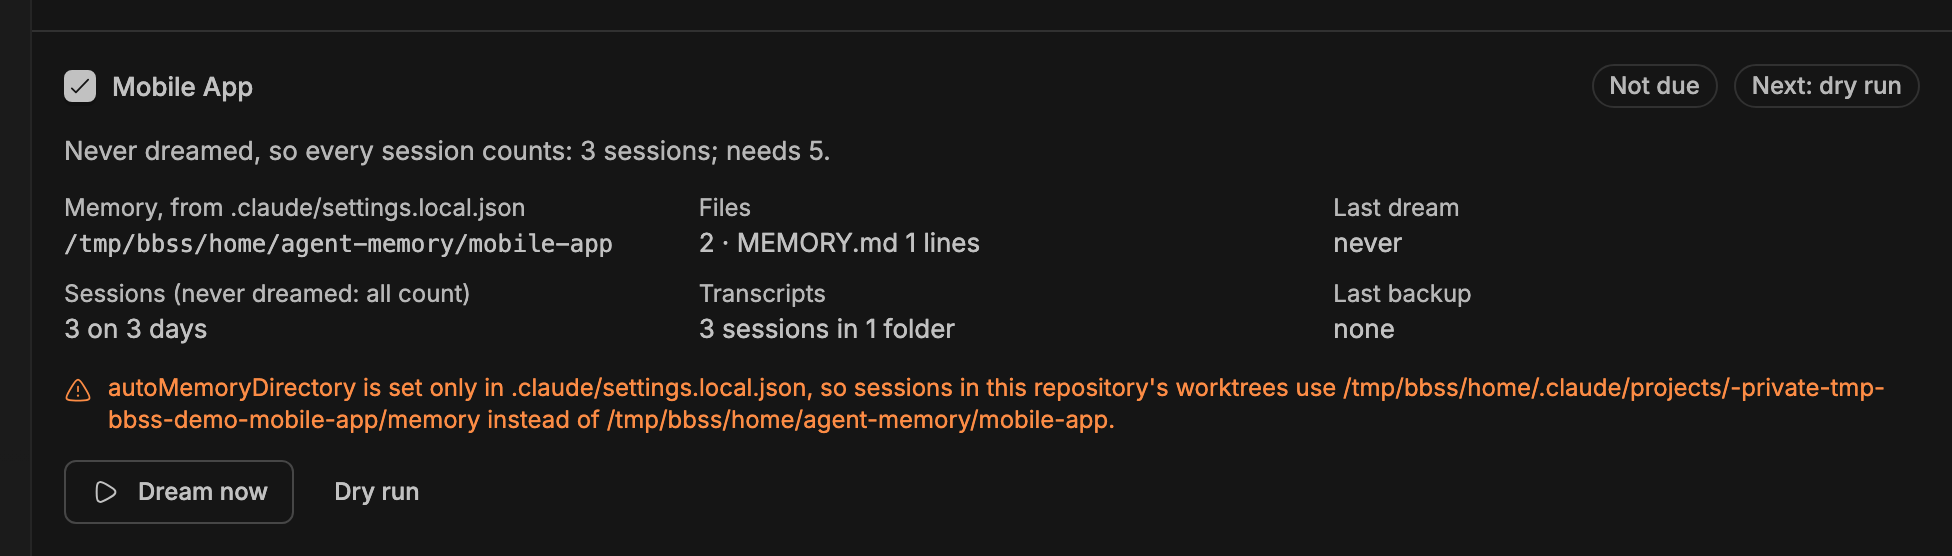 Mobile App
Not due
Next: dry run
Never dreamed, so every session counts: 3 sessions; needs 5.
Memory, from .claude/settings.local.json
/tmp/bbss/home/agent-memory/mobile-app
Files
2 · MEMORY.md 1 lines
Last dream
never
Sessions (never dreamed: all count)
3 on 3 days
Transcripts
3 sessions in 1 folder
Last backup
none
autoMemoryDirectory is set only in .claude/settings.local.json, so sessions in this repository's worktrees use /tmp/bbss/home/.claude/projects/-private-tmp-
bbss-demo-mobile-app/memory instead of /tmp/bbss/home/agent-memory/mobile-app.
Dream now
Dry run